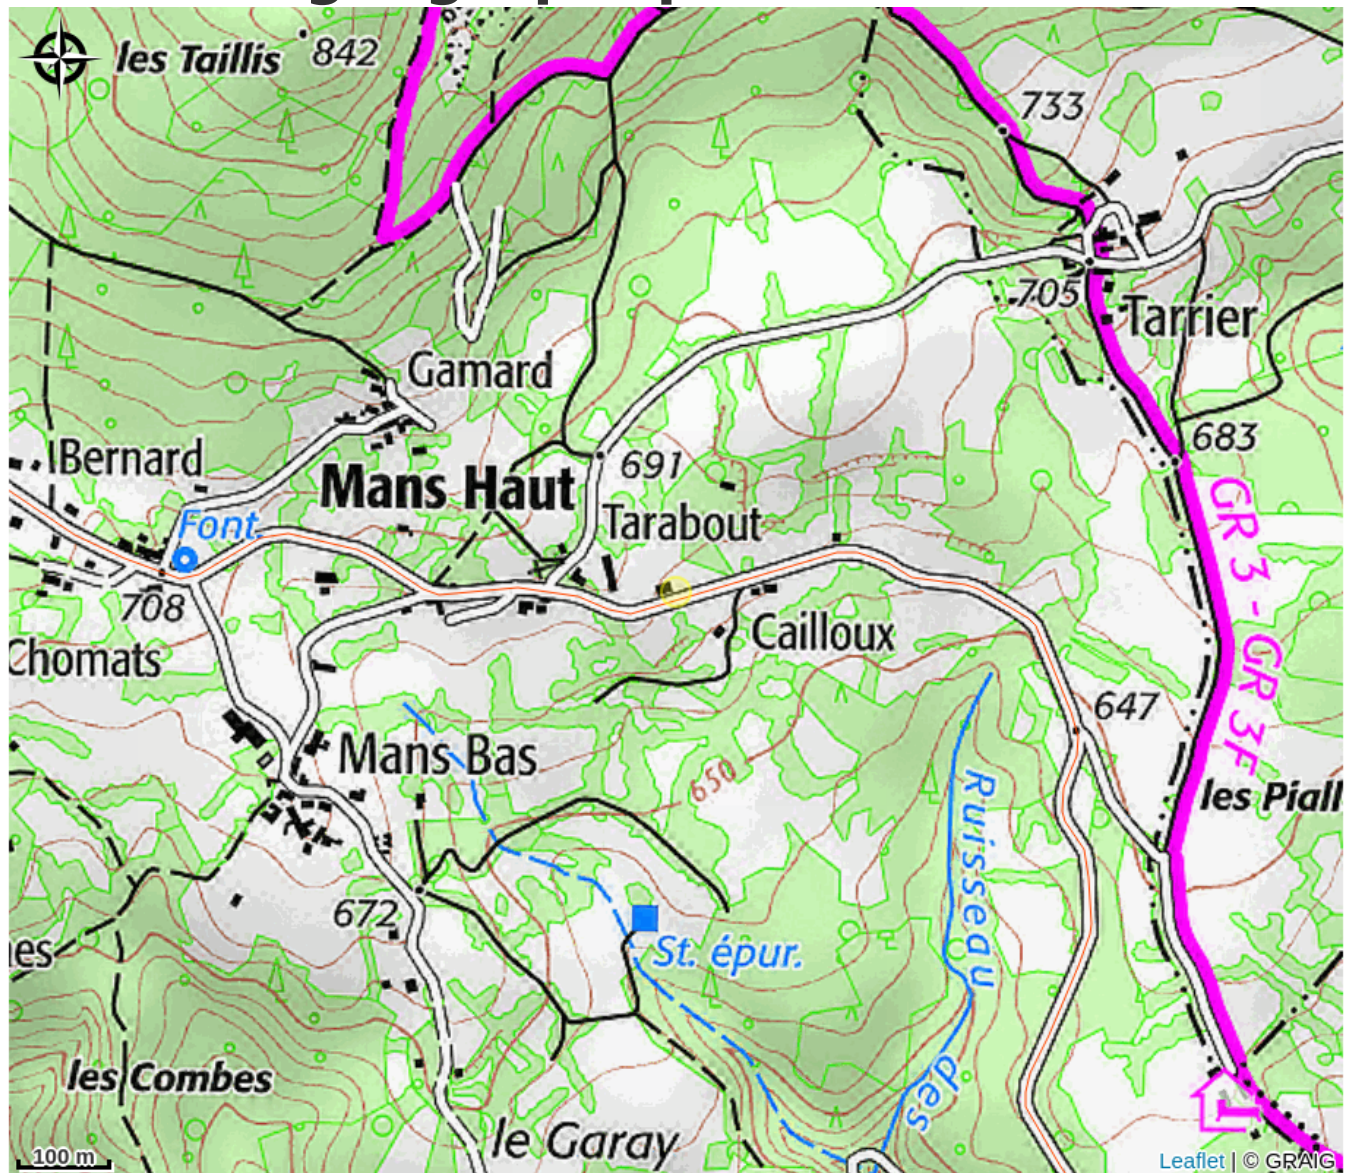 les Taillis
842
733
705
Tarrier
Gamard
683
Bernard
691
Mans Haut
Font.
Tarabout
GR 3 - GR 3F
708
Cailloux
Chomats
647
Mans Bas
650
les Piall
Ruisseau des
672
St. épur.
les Combes
le Garay
100 m
Leaflet | © GRAIG